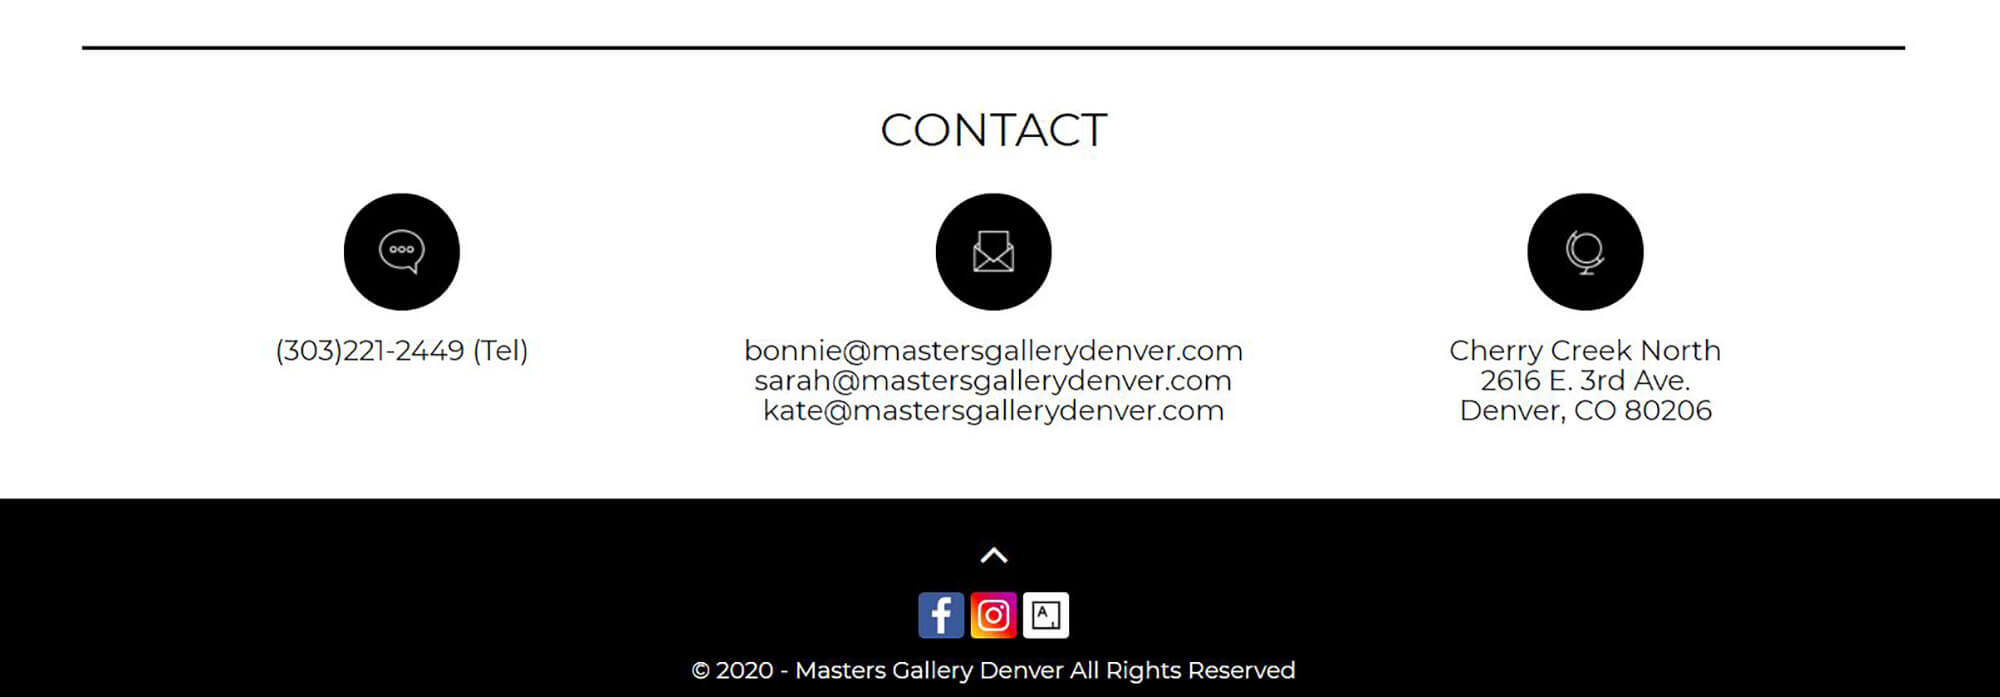 CONTACT
(303)221-2449 (Tel)
bonnie@mastersgallerydenver.com
sarah@mastersgallerydenver.com
kate@mastersgallerydenver.com
Cherry Creek North
2616 E. 3rd Ave.
Denver, CO 80206
f
A
© 2020 - Masters Gallery Denver All Rights Reserved